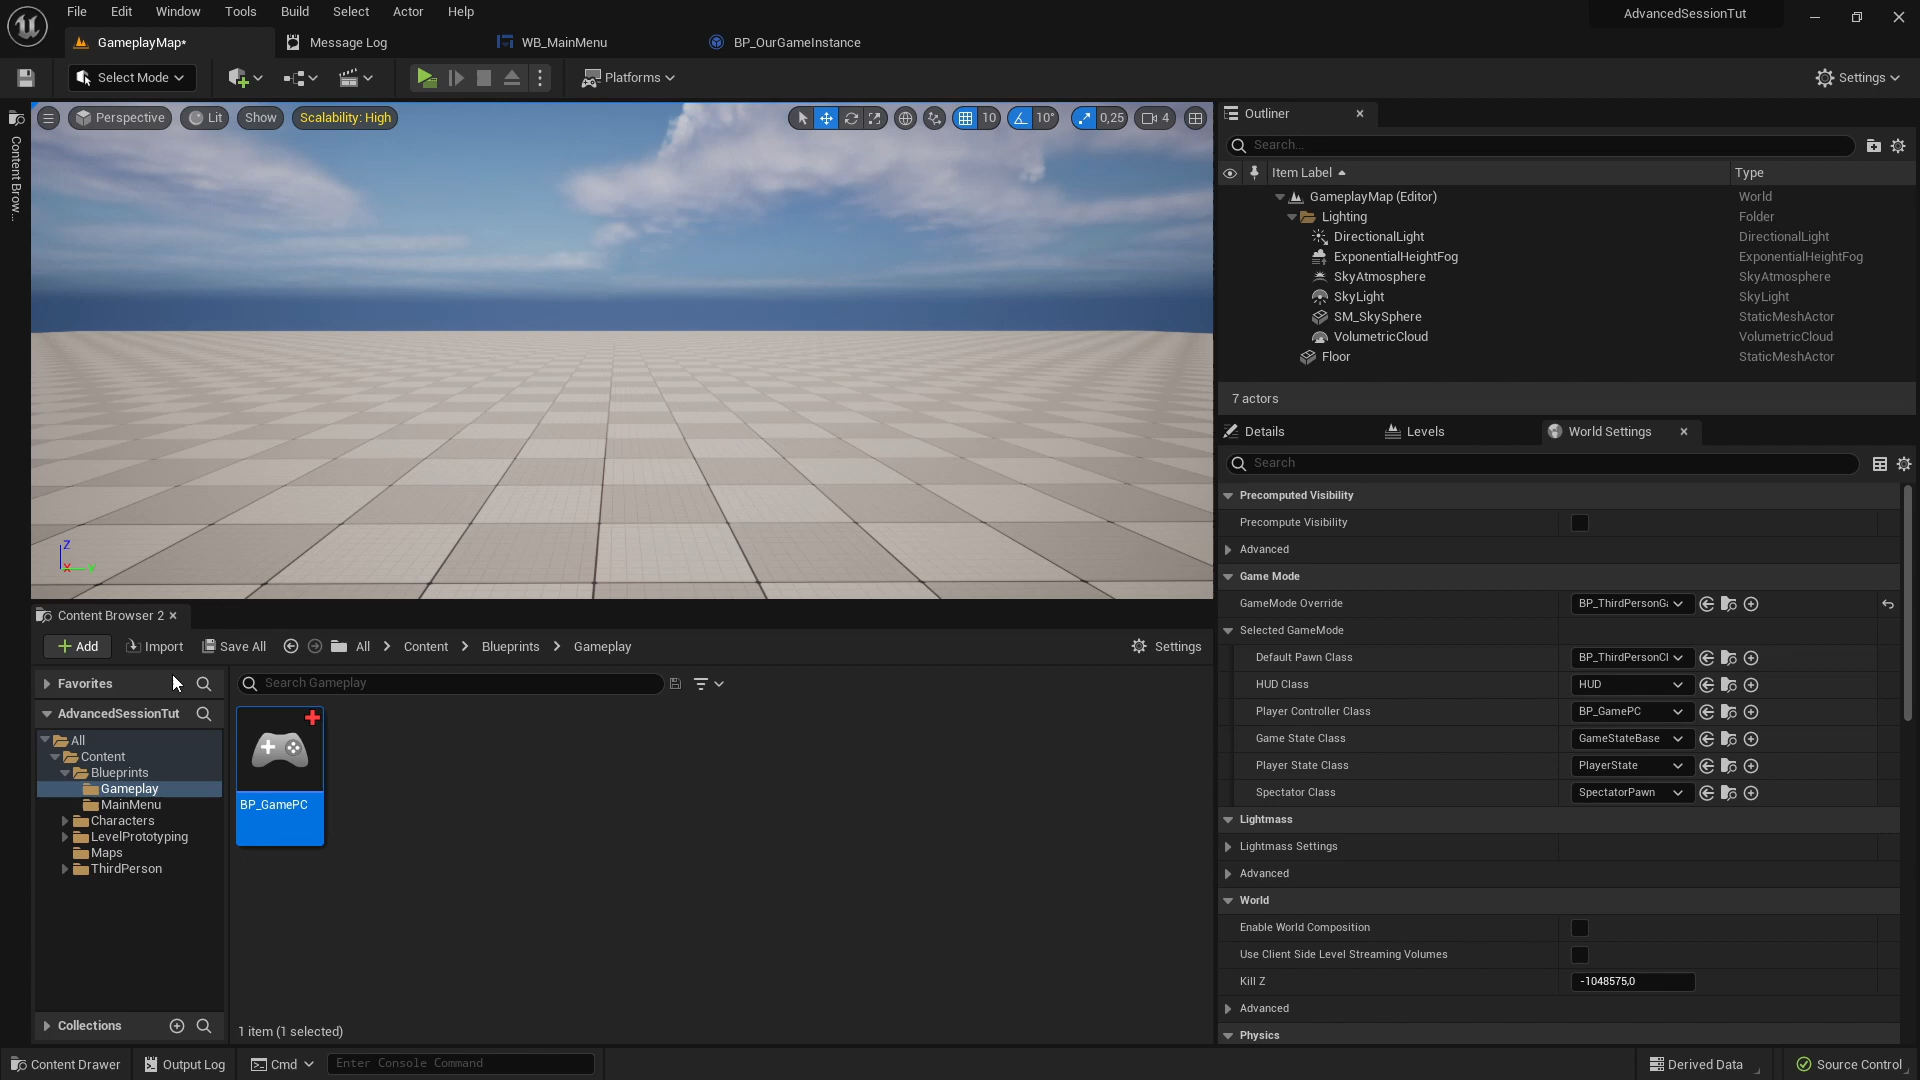 File Edit Window Tools Build Select Actor Help
AdvancedSessionTut
GameplayMap*
Message Log
WB_MainMenu
BP_OurGameInstance
Select Mode
Platforms
Settings
Perspective
Lit
Show
Scalability: High
10
10°
0,25
4
Content Brow...
Outliner
Search...
Item Label
Type
GameplayMap (Editor) World
Lighting Folder
DirectionalLight DirectionalLight
ExponentialHeightFog ExponentialHeightFog
SkyAtmosphere SkyAtmosphere
SkyLight SkyLight
SM_SkySphere StaticMeshActor
VolumetricCloud VolumetricCloud
Floor StaticMeshActor
7 actors
Details
Levels
World Settings
Search
Precomputed Visibility
Precompute Visibility
Advanced
Game Mode
GameMode Override BP_ThirdPersonGa
Selected GameMode
Default Pawn Class BP_ThirdPersonCl
HUD Class HUD
Player Controller Class BP_GamePC
Game State Class GameStateBase
Player State Class PlayerState
Spectator Class SpectatorPawn
Lightmass
Lightmass Settings
Advanced
World
Enable World Composition
Use Client Side Level Streaming Volumes
Kill Z -1048575,0
Advanced
Physics
Z
X
Y
Content Browser 2
Add
Import
Save All
All
Content
Blueprints
Gameplay
Settings
Favorites
Search Gameplay
AdvancedSessionTut
All
Content
Blueprints
Gameplay
MainMenu
Characters
LevelPrototyping
Maps
ThirdPerson
BP_GamePC
Collections
1 item (1 selected)
Content Drawer
Output Log
Cmd
Enter Console Command
Derived Data
Source Control